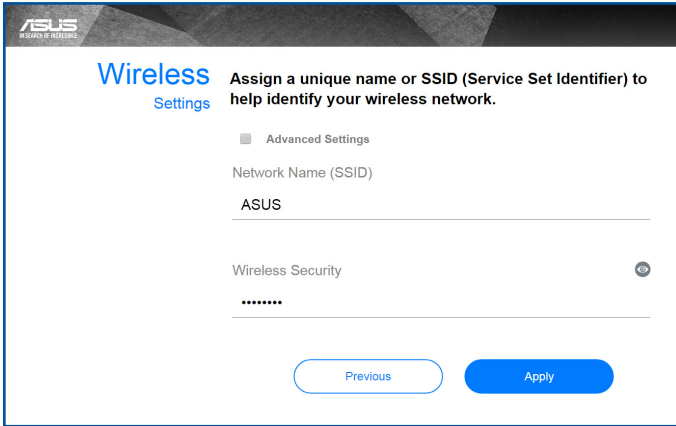 ASUS
IN SEARCH OF INCREDIBLE
Wireless
Settings
Assign a unique name or SSID (Service Set Identifier) to
help identify your wireless network.
Advanced Settings
Network Name (SSID)
ASUS
Wireless Security
••••••••
Previous
Apply